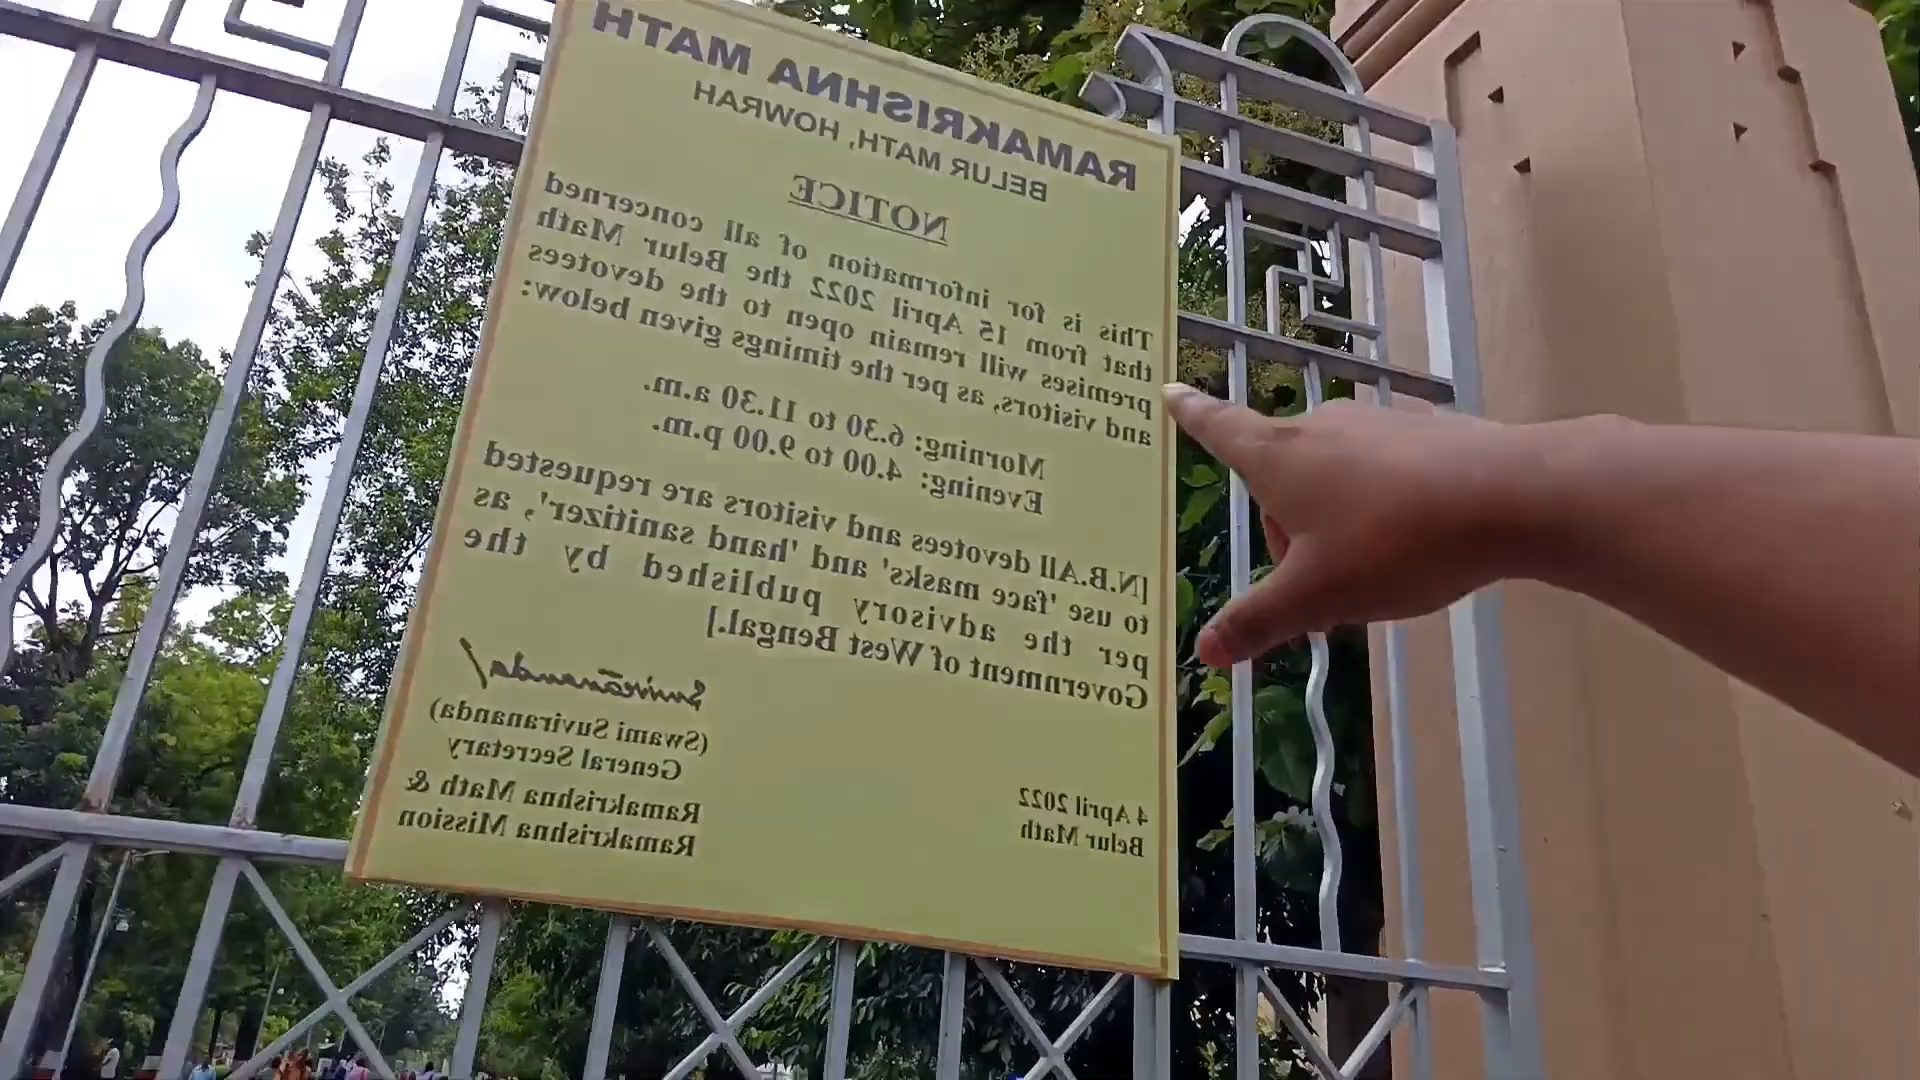 RAMAKRISHNA MATH
BELUR MATH, HOWRAH
NOTICE
This is for information of all concerned
that from 15 April 2022 the Belur Math
premises will remain open to the devotees
and visitors, as per the timings given below:
Morning: 6.30 to 11.30 a.m.
Evening: 4.00 to 9.00 p.m.
[N.B.All devotees and visitors are requested
to use 'face masks' and 'hand sanitizer', as
per the advisory published by the
Government of West Bengal.]
Suvirananda
(Swami Suvirananda)
General Secretary
Ramakrishna Math &
Ramakrishna Mission
4 April 2022
Belur Math